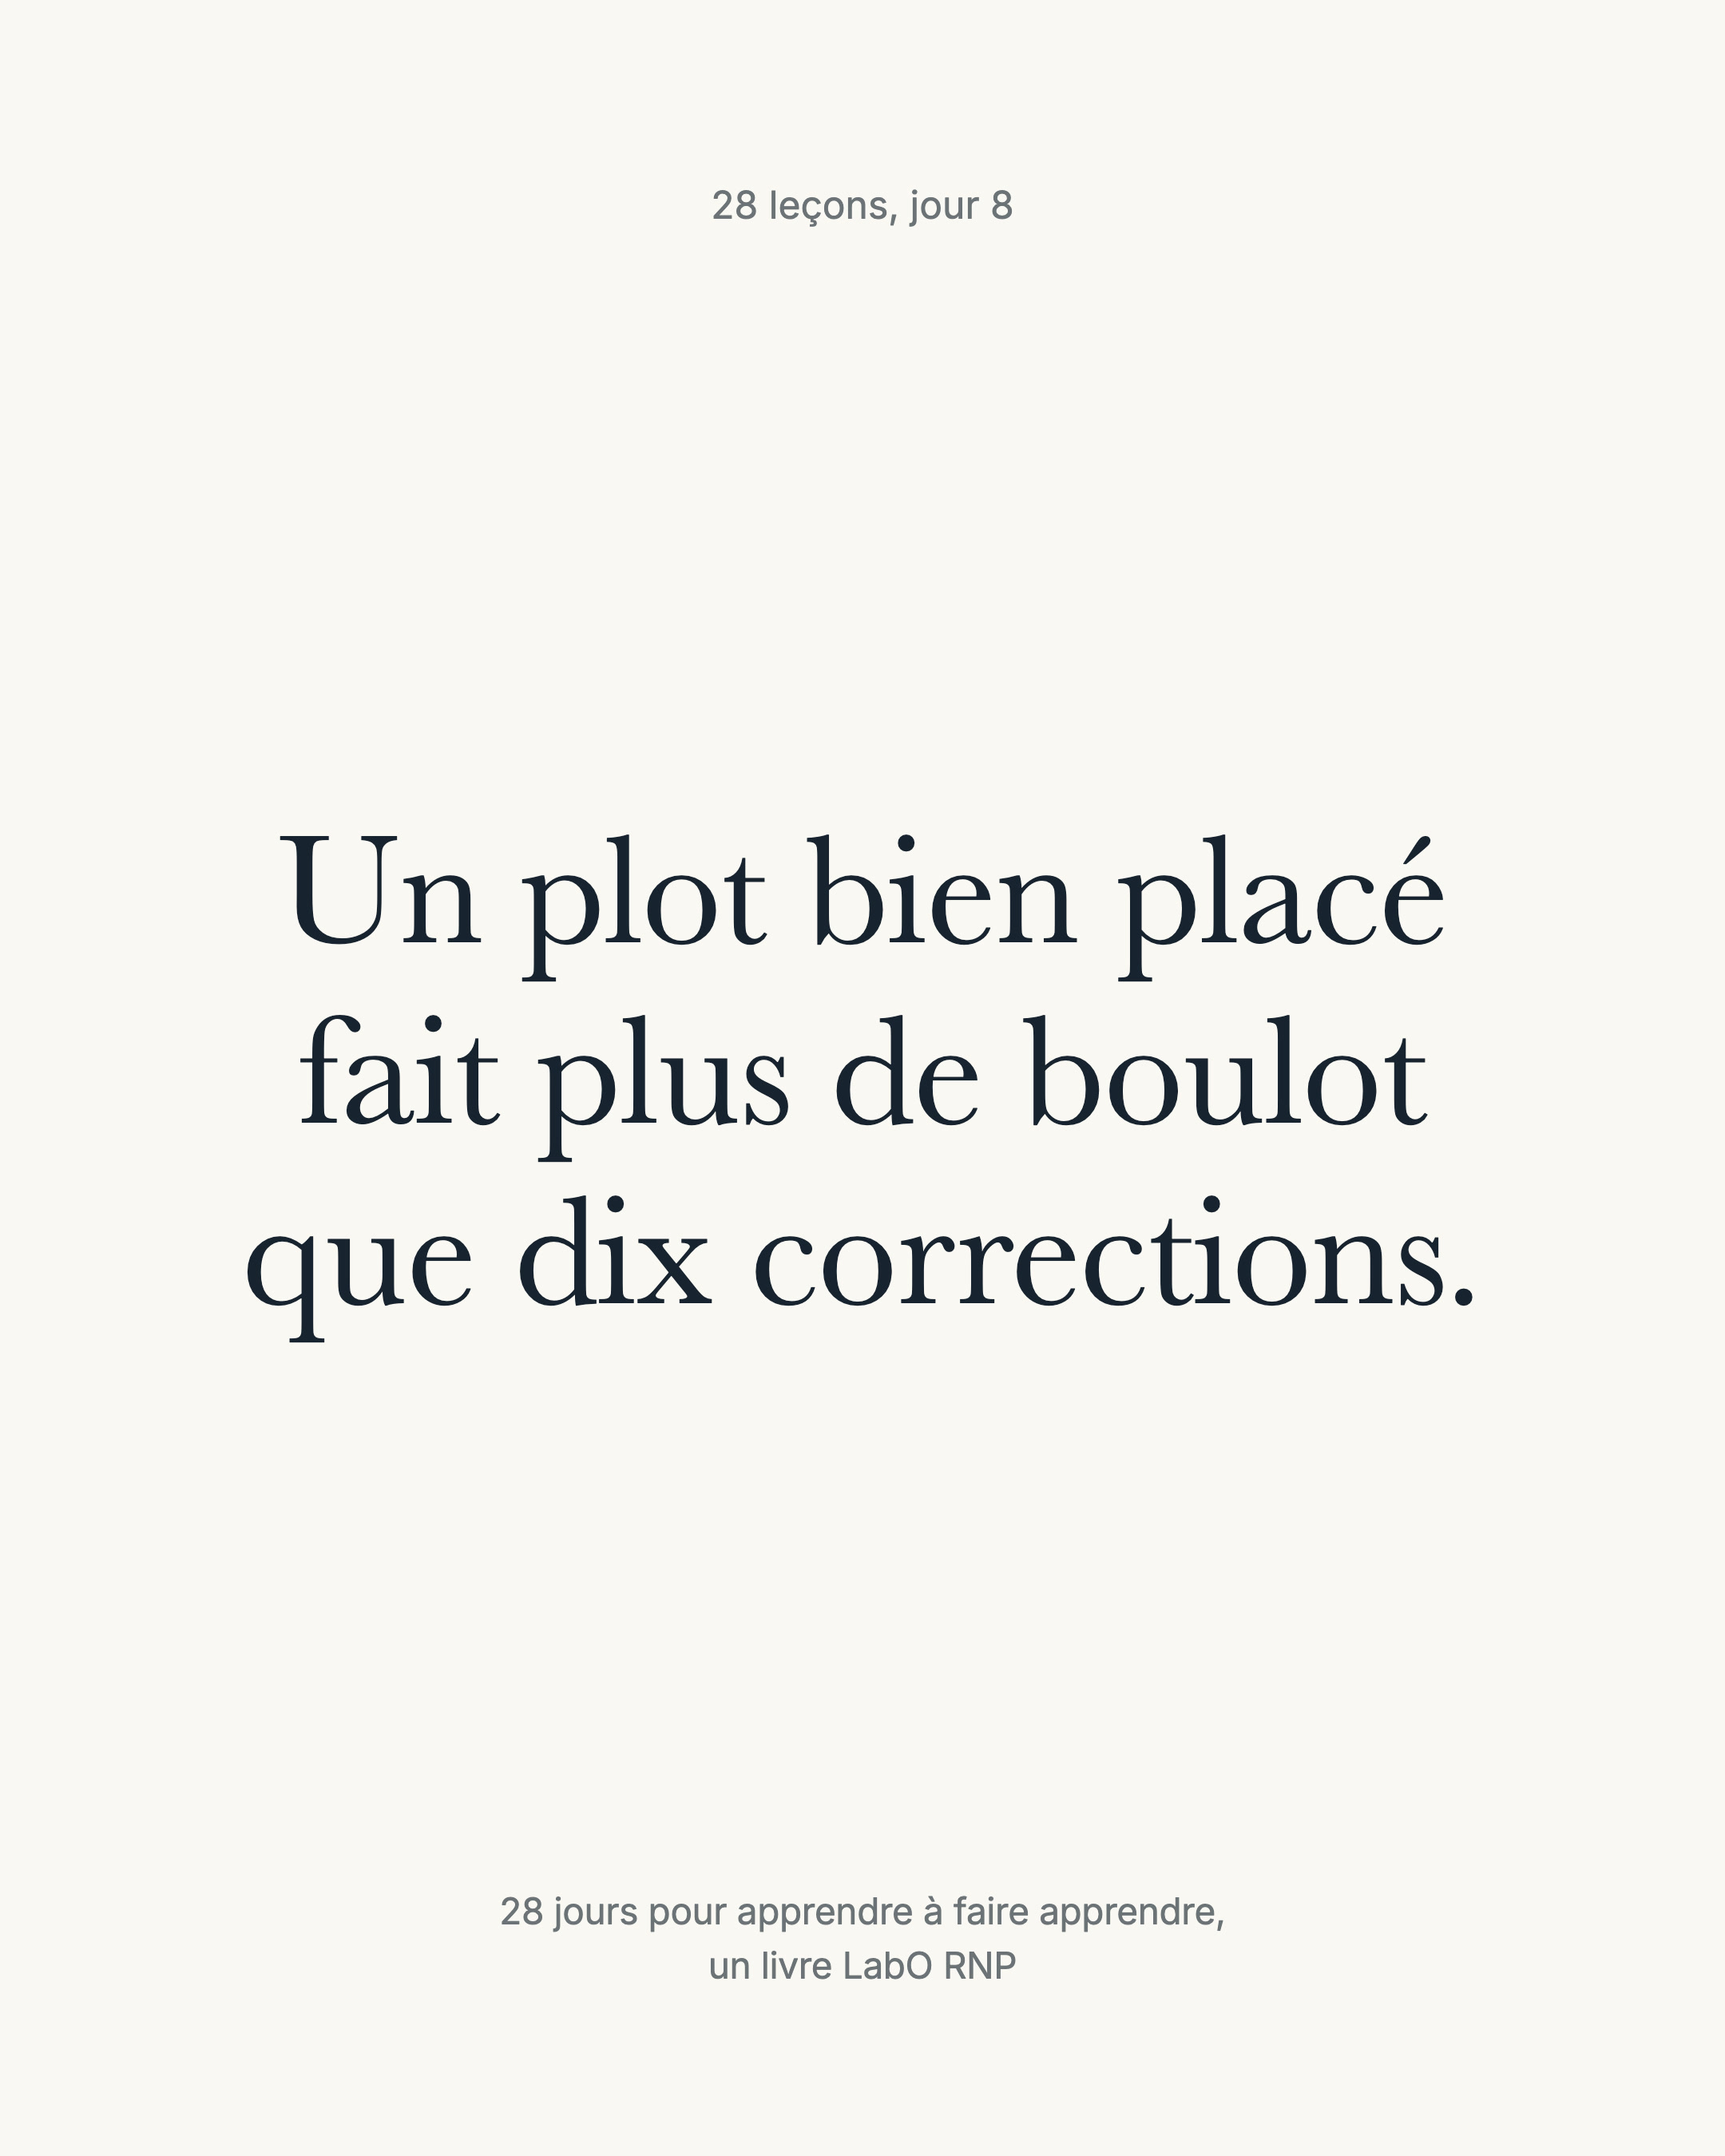 28 leçons, jour 8
Un plot bien placé
fait plus de boulot
que dix corrections.
28 jours pour apprendre à faire apprendre,
un livre LabO RNP